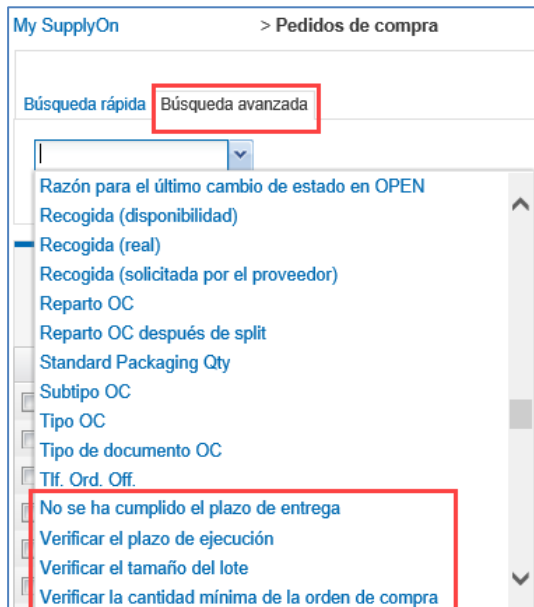 My SupplyOn > Pedidos de compra
Búsqueda rápida Búsqueda avanzada
Razón para el último cambio de estado en OPEN
Recogida (disponibilidad)
Recogida (real)
Recogida (solicitada por el proveedor)
Reparto OC
Reparto OC después de split
Standard Packaging Qty
Subtipo OC
Tipo OC
Tipo de documento OC
Tlf. Ord. Off.
No se ha cumplido el plazo de entrega
Verificar el plazo de ejecución
Verificar el tamaño del lote
Verificar la cantidad mínima de la orden de compra